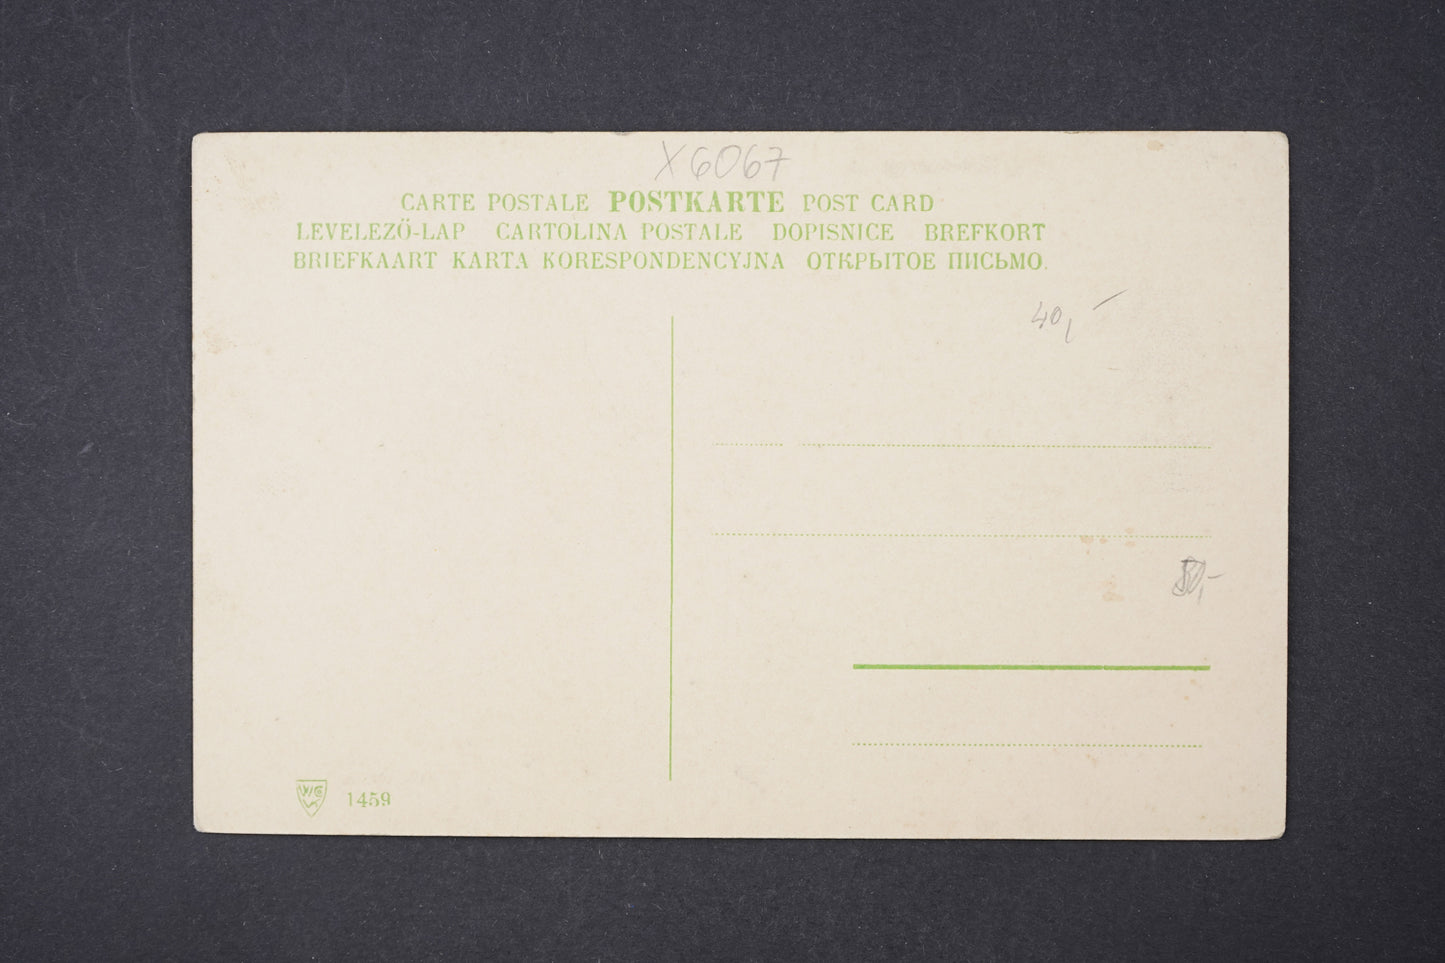 X6067
CARTE POSTALE POSTKARTE POST CARD
LEVELEZŐ-LAP CARTOLINA POSTALE DOPISNICE BREFKORT
BRIEFKAART KARTA KORESPONDENCYJNA ОТКРЫТОЕ ПИСЬМО.
40,-
1459